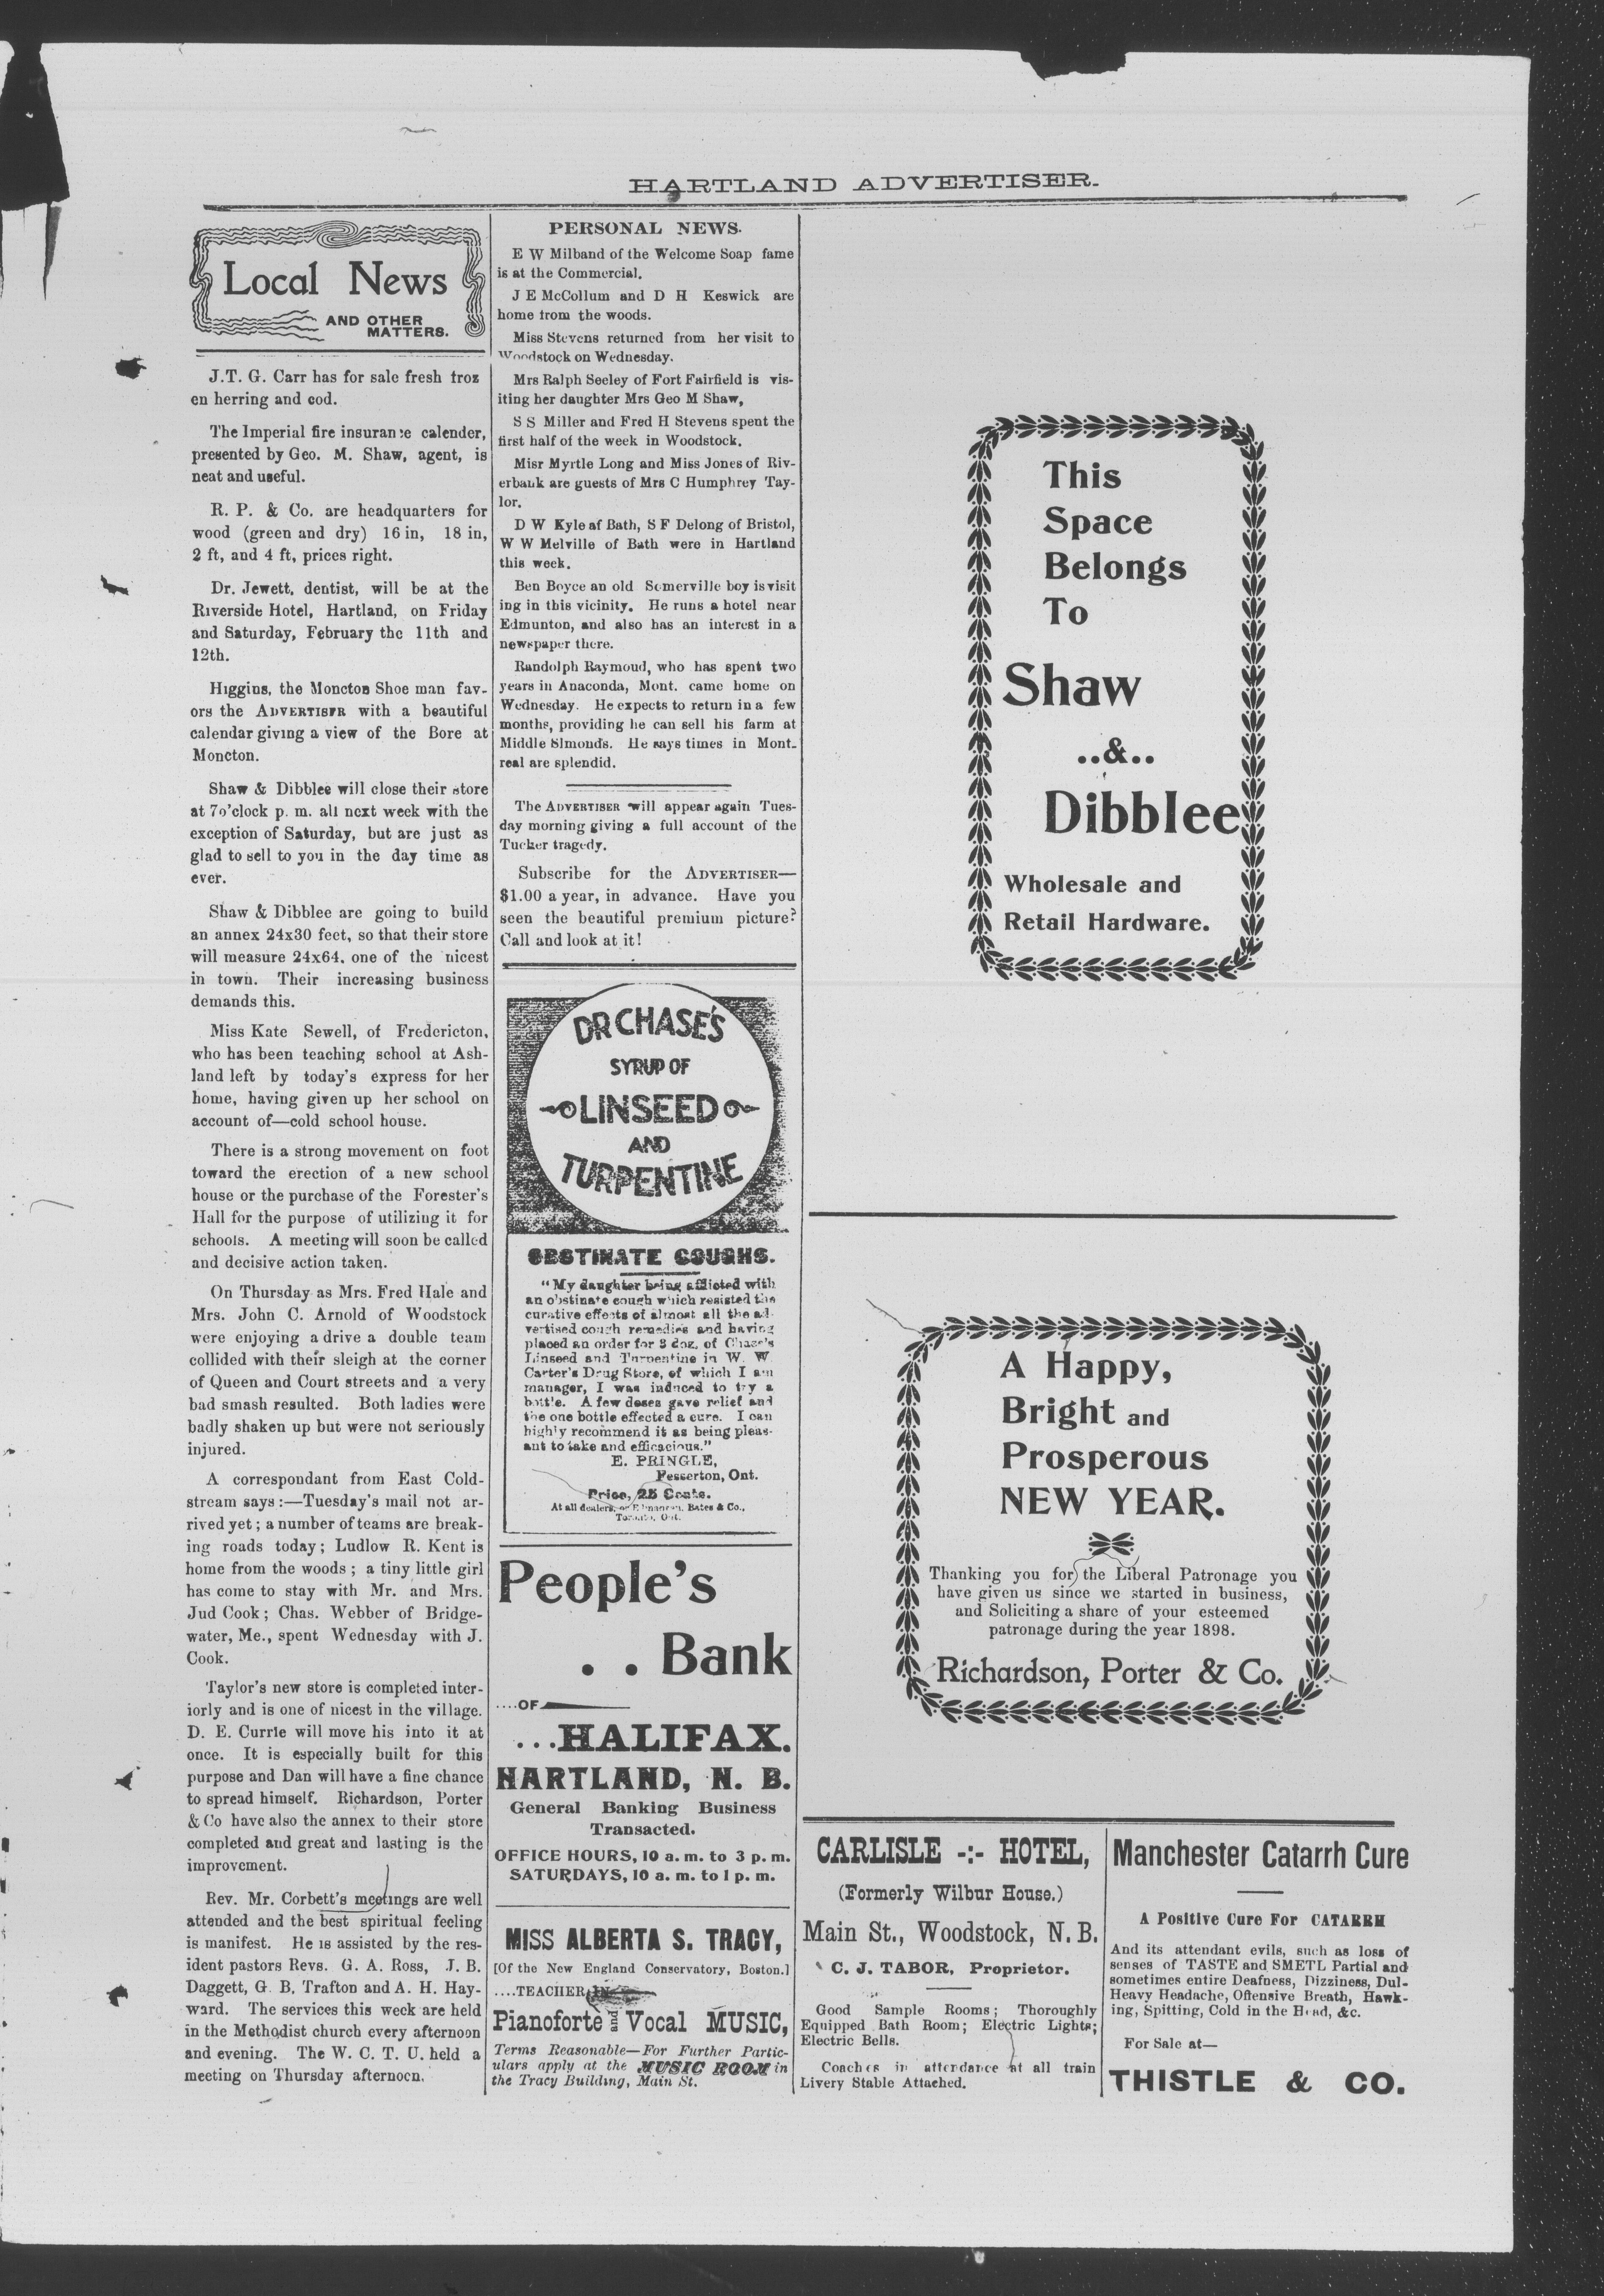 HARTLAND ADVERTISER.
Local News
AND OTHER
MATTERS.
J.T. G. Carr has for sale fresh froz
en herring and cod.
The Imperial fire insurance calender,
presented by Geo. M. Shaw, agent, is
neat and useful.
R. P. & Co. are headquarters for
wood (green and dry) 16 in, 18 in,
2 ft, and 4 ft, prices right.
Dr. Jewett, dentist, will be at the
Riverside Hotel, Hartland, on Friday
and Saturday, February the 11th and
12th.
Higgins, the Moncton Shoe man fav-
ors the ADVERTISFR with a beautiful
calendar giving a view of the Bore at
Moncton.
Shaw & Dibblee will close their store
at 7o'clock p. m. all next week with the
exception of Saturday, but are just as
glad to sell to you in the day time as
ever.
Shaw & Dibblee are going to build
an annex 24x30 feet, so that their store
will measure 24x64, one of the nicest
in town. Their increasing business
demands this.
Miss Kate Sewell, of Fredericton,
who has been teaching school at Ash-
land left by today's express for her
home, having given up her school on
account of—cold school house.
There is a strong movement on foot
toward the erection of a new school
house or the purchase of the Forester's
Hall for the purpose of utilizing it for
schools. A meeting will soon be called
and decisive action taken.
On Thursday as Mrs. Fred Hale and
Mrs. John C. Arnold of Woodstock
were enjoying a drive a double team
collided with their sleigh at the corner
of Queen and Court streets and a very
bad smash resulted. Both ladies were
badly shaken up but were not seriously
injured.
A correspondant from East Cold-
stream says:—Tuesday's mail not ar-
rived yet; a number of teams are break-
ing roads today; Ludlow R. Kent is
home from the woods; a tiny little girl
has come to stay with Mr. and Mrs.
Jud Cook; Chas. Webber of Bridge-
water, Me., spent Wednesday with J.
Cook.
Taylor's new store is completed inter-
iorly and is one of nicest in the village.
D. E. Currie will move his into it at
once. It is especially built for this
purpose and Dan will have a fine chance
to spread himself. Richardson, Porter
& Co have also the annex to their store
completed and great and lasting is the
improvement.
Rev. Mr. Corbett's meetings are well
attended and the best spiritual feeling
is manifest. He is assisted by the res-
ident pastors Revs. G. A. Ross, J. B.
Daggett, G. B. Trafton and A. H. Hay-
ward. The services this week are held
in the Methodist church every afternoon
and evening. The W. C. T. U. held a
meeting on Thursday afternocn.
PERSONAL NEWS.
E W Milband of the Welcome Soap fame
is at the Commercial.
J E McCollum and D H Keswick are
home from the woods.
Miss Stevens returned from her visit to
Woodstock on Wednesday.
Mrs Ralph Seeley of Fort Fairfield is vis-
iting her daughter Mrs Geo M Shaw,
S S Miller and Fred H Stevens spent the
first half of the week in Woodstock.
Misr Myrtle Long and Miss Jones of Riv-
erbank are guests of Mrs C Humphrey Tay-
lor.
D W Kyle af Bath, S F Delong of Bristol,
W W Melville of Bath were in Hartland
this week.
Ben Boyce an old Somerville boy is visit
ing in this vicinity. He runs a hotel near
Edmunton, and also has an interest in a
newspaper there.
Randolph Raymoud, who has spent two
years in Anaconda, Mont. came home on
Wednesday. He expects to return in a few
months, providing he can sell his farm at
Middle Slmonds. He says times in Mont-
real are splendid.
The ADVERTISER will appear again Tues-
day morning giving a full account of the
Tucker tragedy.
Subscribe for the ADVERTISER—
$1.00 a year, in advance. Have you
seen the beautiful premium picture?
Call and look at it!
DR CHASE'S
SYRUP OF
LINSEED
AND
TURPENTINE
OBSTINATE COUGHS.
"My daughter being afflicted with
an obstinate cough which resisted the
curative effects of almost all the ad-
vertised cough remedies and having
placed an order for 3 doz. of Chase's
Linseed and Turpentine in W. W.
Carter's Drug Store, of which I am
manager, I was induced to try a
bottle. A few doses gave relief and
the one bottle effected a cure. I can
highly recommend it as being pleas-
ant to take and efficacious."
E. PRINGLE,
Fesserton, Ont.
Price, 25 Cents.
At all dealers, or Edmanson, Bates & Co.,
Toronto, Ont.
People's
. . Bank
....OF
...HALIFAX.
HARTLAND, N. B.
General Banking Business
Transacted.
OFFICE HOURS, 10 a. m. to 3 p. m.
SATURDAYS, 10 a. m. to 1 p. m.
MISS ALBERTA S. TRACY,
[Of the New England Conservatory, Boston.]
....TEACHER IN
Pianoforte and Vocal MUSIC,
Terms Reasonable—For Further Partic-
ulars apply at the MUSIC ROOM in
the Tracy Building, Main St.
This
Space
Belongs
To
Shaw
..&..
Dibblee
Wholesale and
Retail Hardware.
A Happy,
Bright and
Prosperous
NEW YEAR.
Thanking you for the Liberal Patronage you
have given us since we started in business,
and Soliciting a share of your esteemed
patronage during the year 1898.
Richardson, Porter & Co.
CARLISLE -:- HOTEL,
(Formerly Wilbur House.)
Main St., Woodstock, N. B.
C. J. TABOR, Proprietor.
Good Sample Rooms; Thoroughly
Equipped Bath Room; Electric Lights;
Electric Bells.
Coaches in attendance at all train
Livery Stable Attached.
Manchester Catarrh Cure
A Positive Cure For CATARRH
And its attendant evils, such as loss of
senses of TASTE and SMETL Partial and
sometimes entire Deafness, Dizziness, Dul-
Heavy Headache, Offensive Breath, Hawk-
ing, Spitting, Cold in the Head, &c.
For Sale at—
THISTLE & CO.